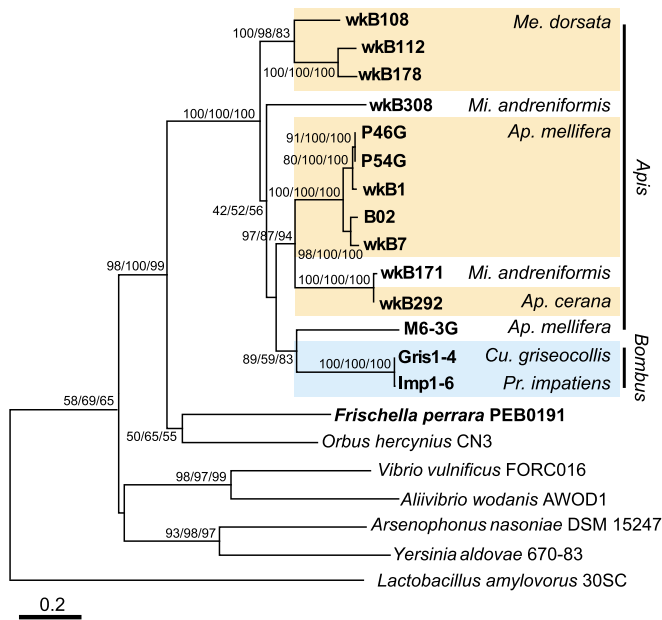 wkB108 Me. dorsata
100/98/83
wkB112
100/100/100
wkB178
wkB308 Mi. andreniformis
100/100/100
P46G Ap. mellifera
91/100/100
P54G
80/100/100
wkB1
100/100/100
B02
42/52/56
97/87/94
wkB7
98/100/100
wkB171 Mi. andreniformis
98/100/99
100/100/100
wkB292 Ap. cerana
M6-3G Ap. mellifera
Apis
89/59/83
100/100/100
Gris1-4 Cu. griseocollis
Imp1-6 Pr. impatiens
Bombus
58/69/65
Frischella perrara PEB0191
50/65/55
Orbus hercynius CN3
98/97/99
Vibrio vulnificus FORC016
Aliivibrio wodanis AWOD1
93/98/97
Arsenophonus nasoniae DSM 15247
Yersinia aldovae 670-83
Lactobacillus amylovorus 30SC
0.2